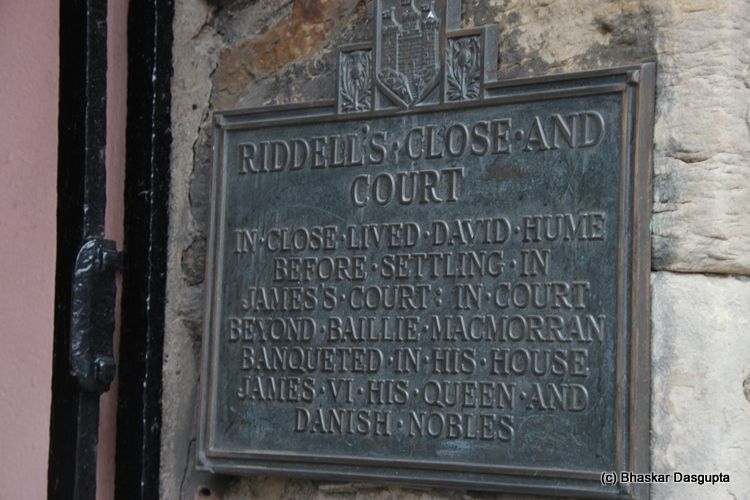 RIDDELL'S·CLOSE·AND
COURT
IN·CLOSE·LIVED·DAVID·HUME
BEFORE·SETTLING·IN
JAMES'S·COURT: IN·COURT
BEYOND·BAILLIE·MACMORRAN
BANQUETED·IN·HIS·HOUSE
JAMES·VI·HIS·QUEEN·AND
DANISH·NOBLES
(c) Bhaskar Dasgupta